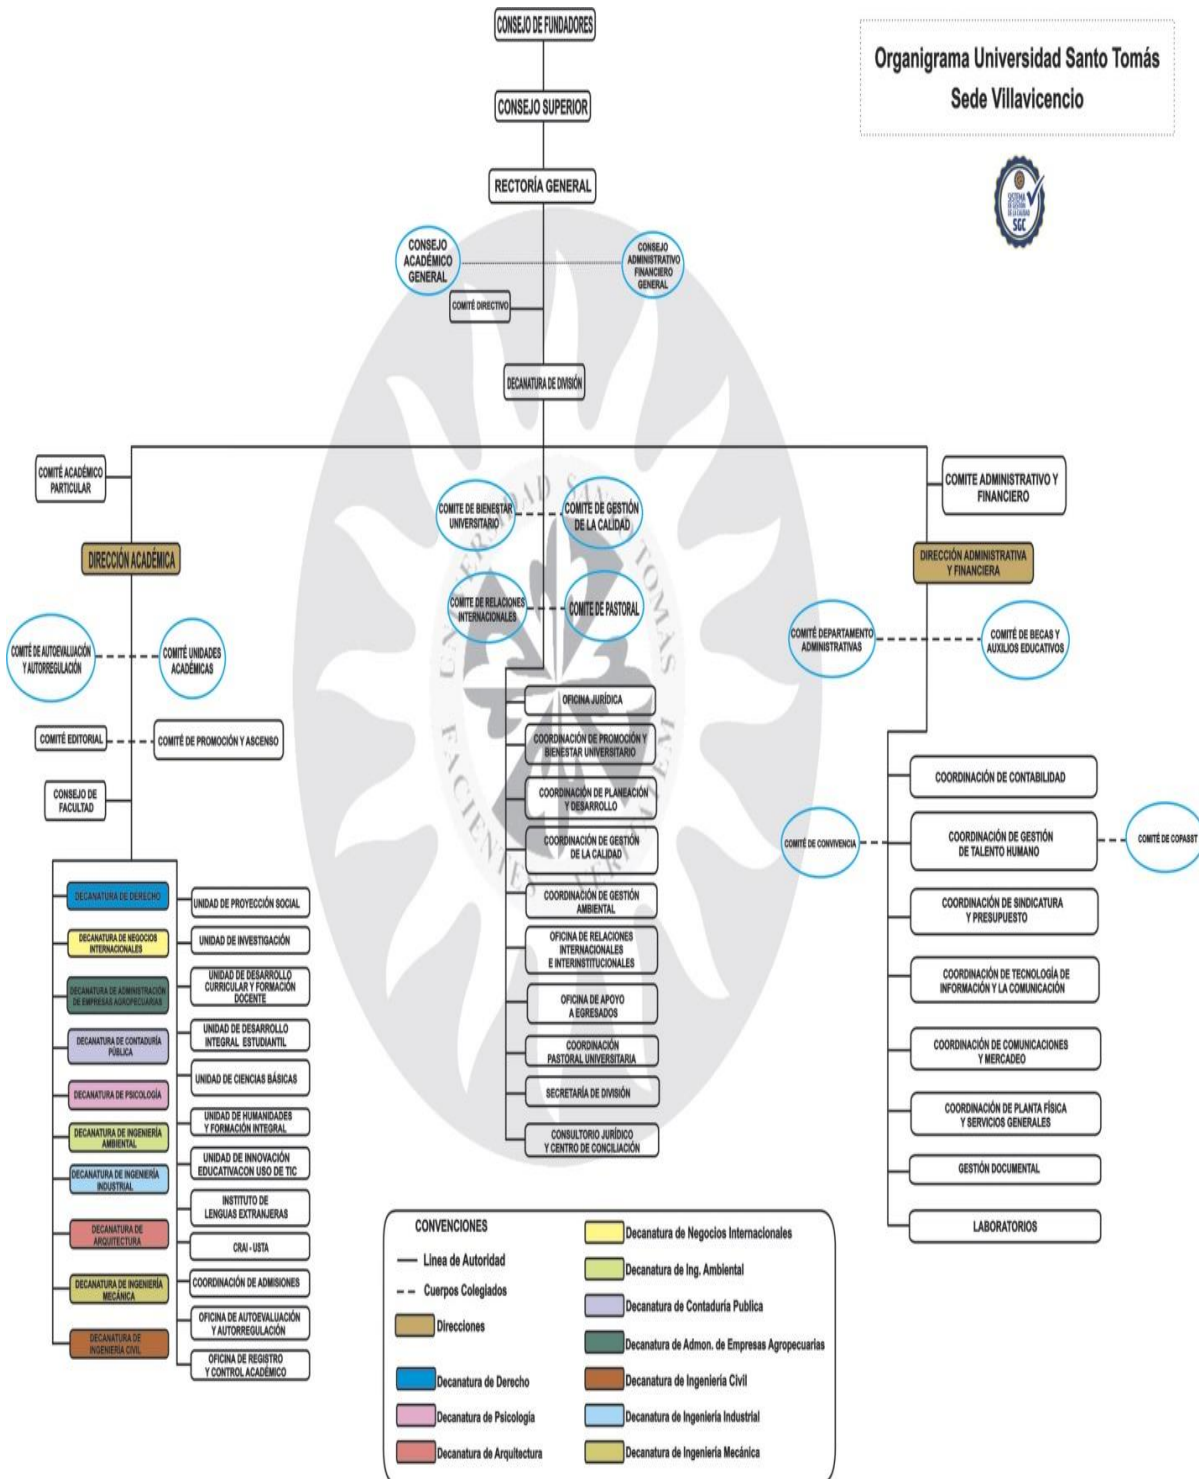 CONSEJO DE FUNDADORES
Organigrama Universidad Santo Tomás
Sede Villavicencio
CONSEJO SUPERIOR
SISTEMA
DE GESTIÓN
DE LA CALIDAD
SGC
RECTORÍA GENERAL
CONSEJO
ACADÉMICO
GENERAL
CONSEJO
ADMINISTRATIVO
FINANCIERO
GENERAL
COMITÉ DIRECTIVO
DECANATURA DE DIVISIÓN
COMITÉ ACADÉMICO
PARTICULAR
COMITE ADMINISTRATIVO Y
FINANCIERO
COMITE DE BIENESTAR
UNIVERSITARIO
COMITE DE GESTIÓN
DE LA CALIDAD
UNIVERSIDAD SANTO TOMÁS
FACIENTES VERITATEM
DIRECCIÓN ACADÉMICA
DIRECCIÓN ADMINISTRATIVA
Y FINANCIERA
COMITE DE RELACIONES
INTERNACIONALES
COMITE DE PASTORAL
COMITÉ DE AUTOEVALUACIÓN
Y AUTORREGULACIÓN
COMITÉ UNIDADES
ACADÉMICAS
COMITÉ DEPARTAMENTO
ADMINISTRATIVAS
COMITÉ DE BECAS Y
AUXILIOS EDUCATIVOS
COMITÉ EDITORIAL
COMITÉ DE PROMOCIÓN Y ASCENSO
CONSEJO DE
FACULTAD
DECANATURA DE DERECHO
DECANATURA DE NEGOCIOS
INTERNACIONALES
DECANATURA DE ADMINISTRACIÓN
DE EMPRESAS AGROPECUARIAS
DECANATURA DE CONTADURÍA
PÚBLICA
DECANATURA DE PSICOLOGÍA
DECANATURA DE INGENIERÍA
AMBIENTAL
DECANATURA DE INGENIERÍA
INDUSTRIAL
DECANATURA DE
ARQUITECTURA
DECANATURA DE INGENIERÍA
MECÁNICA
DECANATURA DE
INGENIERÍA CIVIL
UNIDAD DE PROYECCIÓN SOCIAL
UNIDAD DE INVESTIGACIÓN
UNIDAD DE DESARROLLO
CURRICULAR Y FORMACIÓN
DOCENTE
UNIDAD DE DESARROLLO
INTEGRAL ESTUDIANTIL
UNIDAD DE CIENCIAS BÁSICAS
UNIDAD DE HUMANIDADES
Y FORMACIÓN INTEGRAL
UNIDAD DE INNOVACIÓN
EDUCATIVACON USO DE TIC
INSTITUTO DE
LENGUAS EXTRANJERAS
CRAI - USTA
COORDINACIÓN DE ADMISIONES
OFICINA DE AUTOEVALUACIÓN
Y AUTORREGULACIÓN
OFICINA DE REGISTRO
Y CONTROL ACADÉMICO
OFICINA JURÍDICA
COORDINACIÓN DE PROMOCIÓN Y
BIENESTAR UNIVERSITARIO
COORDINACIÓN DE PLANEACIÓN
Y DESARROLLO
COORDINACIÓN DE GESTIÓN
DE LA CALIDAD
COORDINACIÓN DE GESTIÓN
AMBIENTAL
OFICINA DE RELACIONES
INTERNACIONALES
E INTERINSTITUCIONALES
OFICINA DE APOYO
A EGRESADOS
COORDINACIÓN
PASTORAL UNIVERSITARIA
SECRETARÍA DE DIVISIÓN
CONSULTORIO JURÍDICO
Y CENTRO DE CONCILIACIÓN
COORDINACIÓN DE CONTABILIDAD
COMITÉ DE CONVIVENCIA
COORDINACIÓN DE GESTIÓN
DE TALENTO HUMANO
COMITÉ DE COPASST
COORDINACIÓN DE SINDICATURA
Y PRESUPUESTO
COORDINACIÓN DE TECNOLOGÍA DE
INFORMACIÓN Y LA COMUNICACIÓN
COORDINACIÓN DE COMUNICACIONES
Y MERCADEO
COORDINACIÓN DE PLANTA FÍSICA
Y SERVICIOS GENERALES
GESTIÓN DOCUMENTAL
LABORATORIOS
CONVENCIONES
Linea de Autoridad
Cuerpos Colegiados
Direcciones
Decanatura de Derecho
Decanatura de Psicología
Decanatura de Arquitectura
Decanatura de Negocios Internacionales
Decanatura de Ing. Ambiental
Decanatura de Contaduría Publica
Decanatura de Admon. de Empresas Agropecuarias
Decanatura de Ingeniería Civil
Decanatura de Ingeniería Industrial
Decanatura de Ingeniería Mecánica